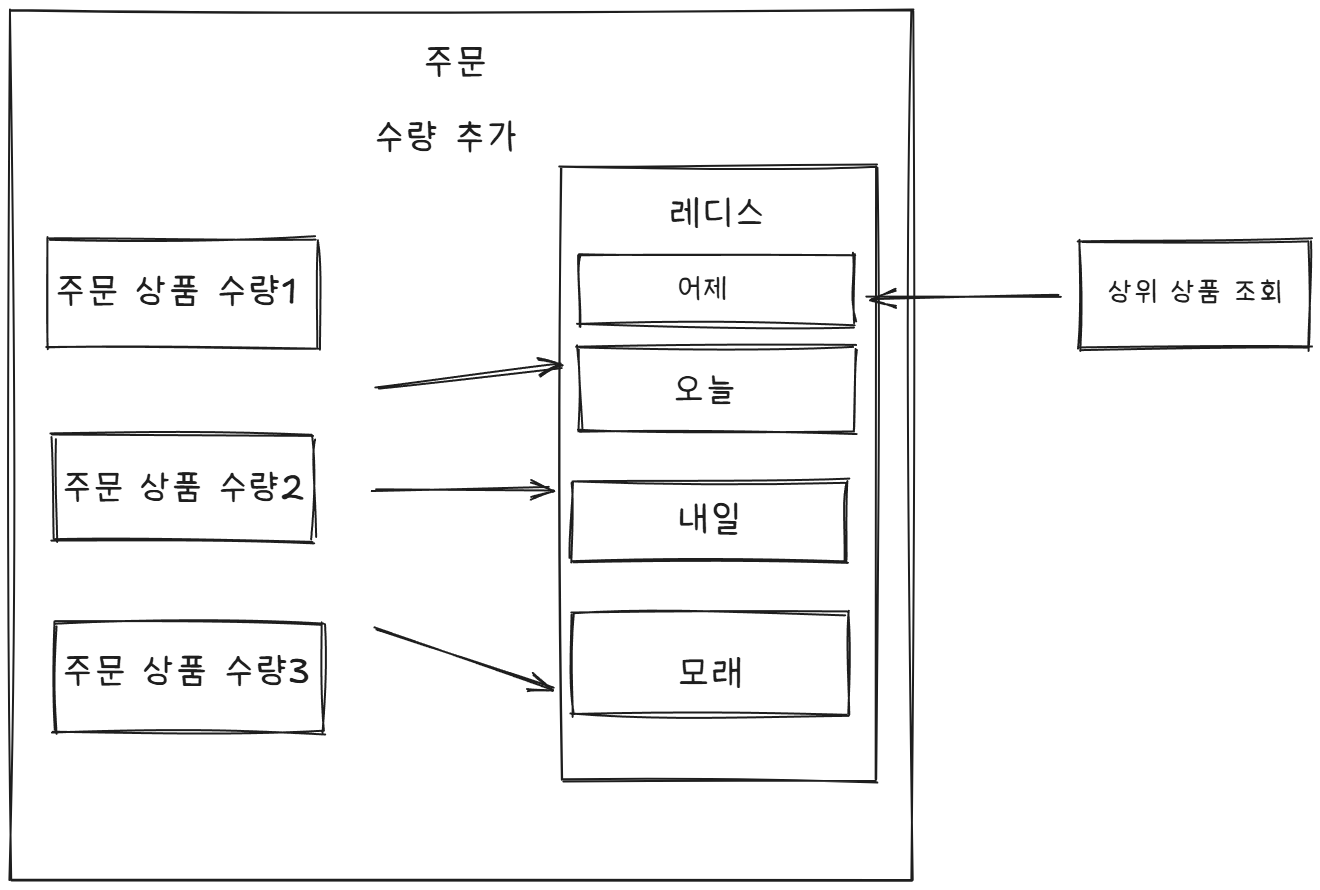 주문
수량 추가
레디스
주문 상품 수량1
어제
상위 상품 조회
오늘
주문 상품 수량2
내일
주문 상품 수량3
모래